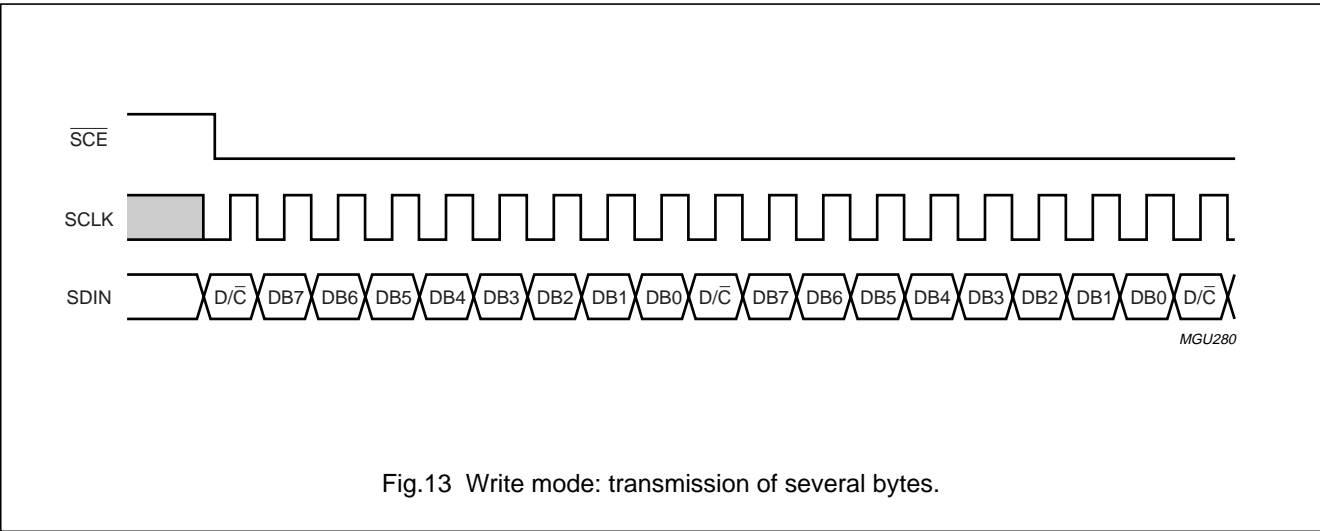 S̅C̅E̅
SCLK
SDIN D/C̅ DB7 DB6 DB5 DB4 DB3 DB2 DB1 DB0 D/C̅ DB7 DB6 DB5 DB4 DB3 DB2 DB1 DB0 D/C̅
MGU280
Fig.13 Write mode: transmission of several bytes.